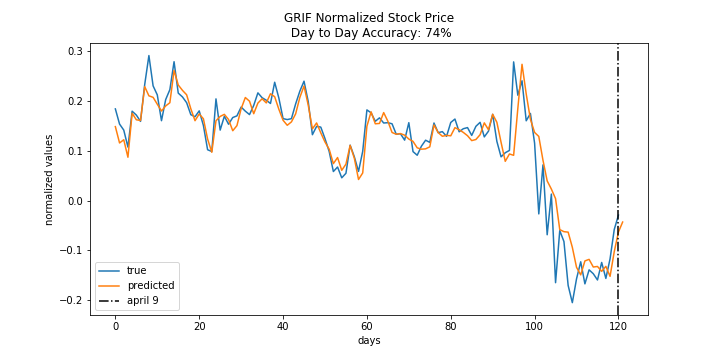 GRIF Normalized Stock Price
Day to Day Accuracy: 74%
normalized values
0.3
0.2
0.1
0.0
−0.1
−0.2
true
predicted
april 9
0
20
40
60
80
100
120
days